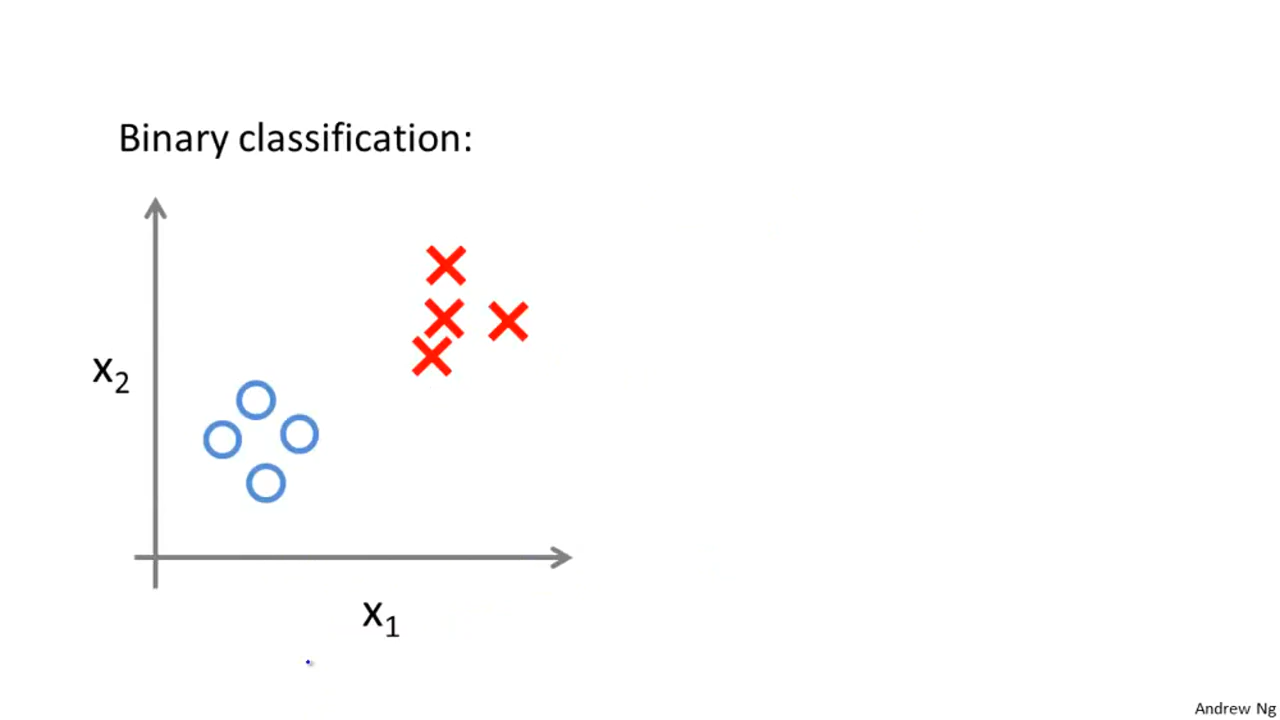 Binary classification:
x₂
x₁
Andrew Ng